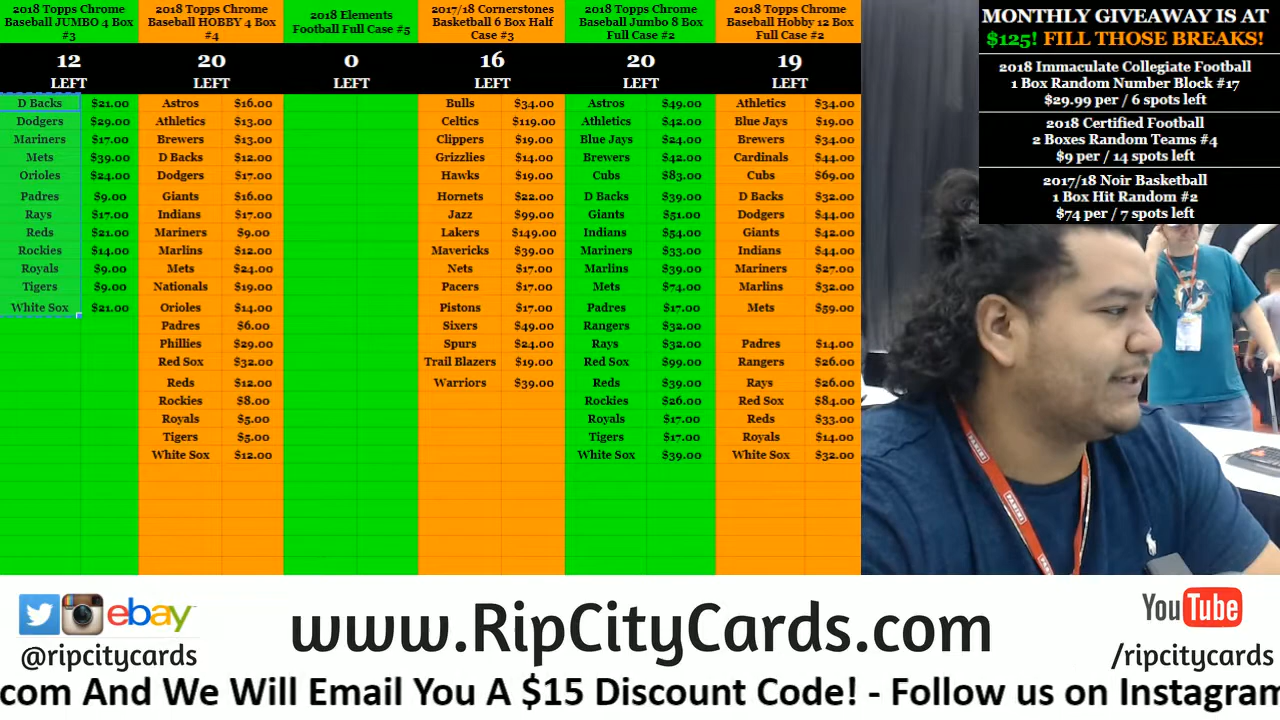 2018 Topps Chrome
Baseball JUMBO 4 Box
#3
12
LEFT
D Backs $21.00
Dodgers $29.00
Mariners $17.00
Mets $39.00
Orioles $24.00
Padres $9.00
Rays $17.00
Reds $21.00
Rockies $14.00
Royals $9.00
Tigers $9.00
White Sox $21.00
2018 Topps Chrome
Baseball HOBBY 4 Box
#4
20
LEFT
Astros $16.00
Athletics $13.00
Brewers $13.00
D Backs $12.00
Dodgers $17.00
Giants $16.00
Indians $17.00
Mariners $9.00
Marlins $12.00
Mets $24.00
Nationals $19.00
Orioles $14.00
Padres $6.00
Phillies $29.00
Red Sox $32.00
Reds $12.00
Rockies $8.00
Royals $5.00
Tigers $5.00
White Sox $12.00
2018 Elements
Football Full Case #5
0
LEFT
2017/18 Cornerstones
Basketball 6 Box Half
Case #3
16
LEFT
Bulls $34.00
Celtics $119.00
Clippers $19.00
Grizzlies $14.00
Hawks $19.00
Hornets $22.00
Jazz $99.00
Lakers $149.00
Mavericks $39.00
Nets $17.00
Pacers $17.00
Pistons $17.00
Sixers $49.00
Spurs $24.00
Trail Blazers $19.00
Warriors $39.00
2018 Topps Chrome
Baseball Jumbo 8 Box
Full Case #2
20
LEFT
Astros $49.00
Athletics $42.00
Blue Jays $24.00
Brewers $42.00
Cubs $83.00
D Backs $39.00
Giants $51.00
Indians $54.00
Mariners $33.00
Marlins $39.00
Mets $74.00
Padres $17.00
Rangers $32.00
Rays $32.00
Red Sox $99.00
Reds $39.00
Rockies $26.00
Royals $17.00
Tigers $17.00
White Sox $39.00
2018 Topps Chrome
Baseball Hobby 12 Box
Full Case #2
19
LEFT
Athletics $34.00
Blue Jays $19.00
Brewers $34.00
Cardinals $44.00
Cubs $69.00
D Backs $32.00
Dodgers $44.00
Giants $42.00
Indians $44.00
Mariners $27.00
Marlins $32.00
Mets $59.00
Padres $14.00
Rangers $26.00
Rays $26.00
Red Sox $84.00
Reds $33.00
Royals $14.00
White Sox $32.00
MONTHLY GIVEAWAY IS AT
$125! FILL THOSE BREAKS!
2018 Immaculate Collegiate Football
1 Box Random Number Block #17
$29.99 per / 6 spots left
2018 Certified Football
2 Boxes Random Teams #4
$9 per / 14 spots left
2017/18 Noir Basketball
1 Box Hit Random #2
$74 per / 7 spots left
PANINI
PANINI
PANINI
ebay
@ripcitycards
www.RipCityCards.com
YouTube
/ripcitycards
.com And We Will Email You A $15 Discount Code! - Follow us on Instagram